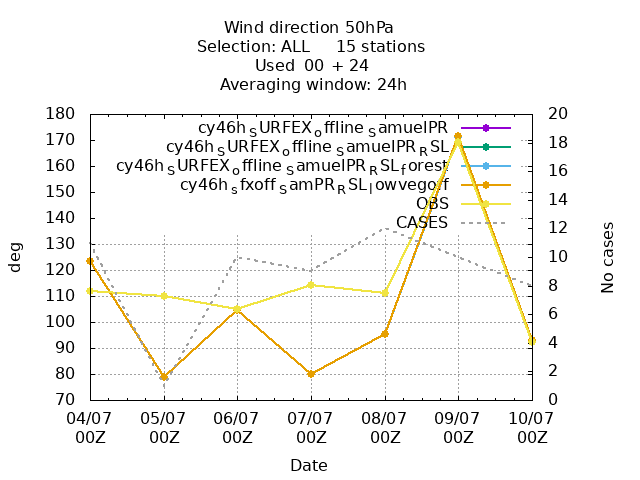 Wind direction 50hPa
Selection: ALL 15 stations
Used 00 + 24
Averaging window: 24h
deg
No cases
180
170
160
150
140
130
120
110
100
90
80
70
20
18
16
14
12
10
8
6
4
2
0
cy46h_SURFEX_offline_SamuelPR
cy46h_SURFEX_offline_SamuelPR_RSL
cy46h_SURFEX_offline_SamuelPR_RSL_forest
cy46h_sfxoff_SamPR_RSL_lowvegoff
OBS
CASES
04/07 05/07 06/07 07/07 08/07 09/07 10/07
00Z 00Z 00Z 00Z 00Z 00Z 00Z
Date